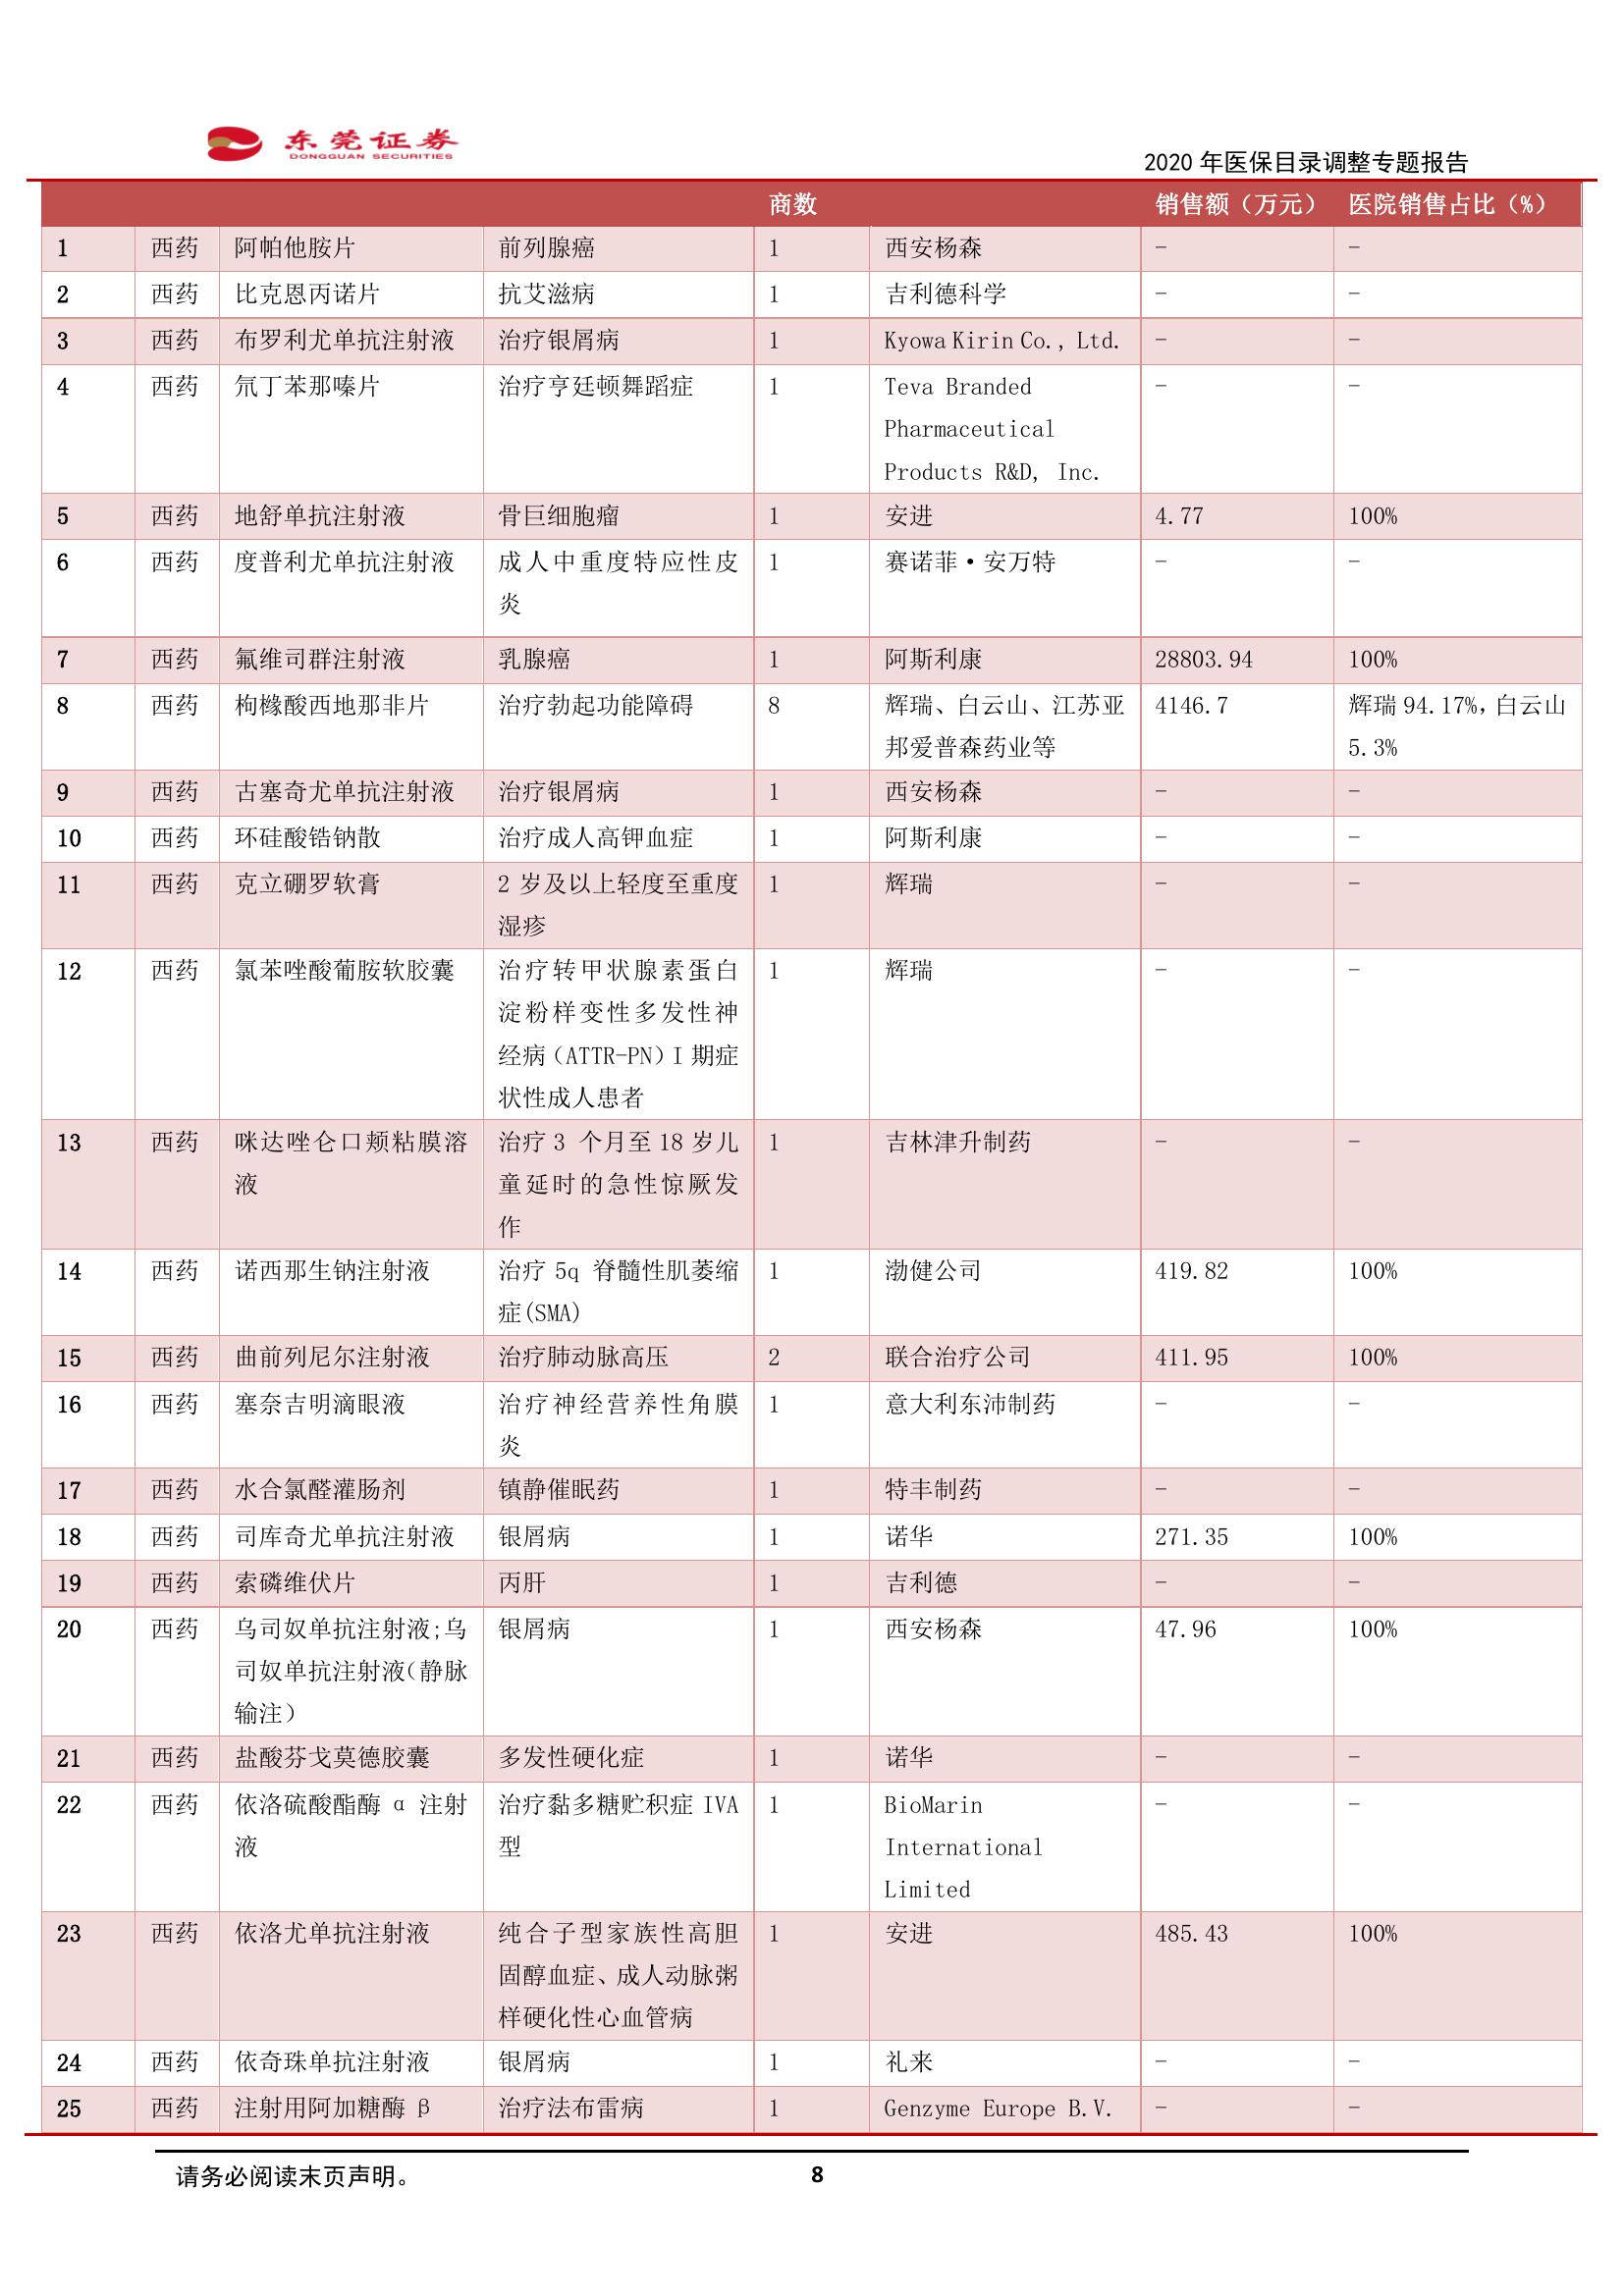 东莞证券
DONGGUAN SECURITIES
2020 年医保目录调整专题报告
商数 销售额（万元） 医院销售占比（%）
1 西药 阿帕他胺片 前列腺癌 1 西安杨森 - -
2 西药 比克恩丙诺片 抗艾滋病 1 吉利德科学 - -
3 西药 布罗利尤单抗注射液 治疗银屑病 1 Kyowa Kirin Co., Ltd. - -
4 西药 氘丁苯那嗪片 治疗亨廷顿舞蹈症 1 Teva Branded - -
Pharmaceutical
Products R&D, Inc.
5 西药 地舒单抗注射液 骨巨细胞瘤 1 安进 4.77 100%
6 西药 度普利尤单抗注射液 成人中重度特应性皮 1 赛诺菲·安万特 - -
炎
7 西药 氟维司群注射液 乳腺癌 1 阿斯利康 28803.94 100%
8 西药 枸橼酸西地那非片 治疗勃起功能障碍 8 辉瑞、白云山、江苏亚 4146.7 辉瑞 94.17%，白云山
邦爱普森药业等 5.3%
9 西药 古塞奇尤单抗注射液 治疗银屑病 1 西安杨森 - -
10 西药 环硅酸锆钠散 治疗成人高钾血症 1 阿斯利康 - -
11 西药 克立硼罗软膏 2 岁及以上轻度至重度 1 辉瑞 - -
湿疹
12 西药 氯苯唑酸葡胺软胶囊 治疗转甲状腺素蛋白 1 辉瑞 - -
淀粉样变性多发性神
经病（ATTR-PN）I 期症
状性成人患者
13 西药 咪达唑仑口颊粘膜溶 治疗 3 个月至 18 岁儿 1 吉林津升制药 - -
液 童延时的急性惊厥发
作
14 西药 诺西那生钠注射液 治疗 5q 脊髓性肌萎缩 1 渤健公司 419.82 100%
症(SMA)
15 西药 曲前列尼尔注射液 治疗肺动脉高压 2 联合治疗公司 411.95 100%
16 西药 塞奈吉明滴眼液 治疗神经营养性角膜 1 意大利东沛制药 - -
炎
17 西药 水合氯醛灌肠剂 镇静催眠药 1 特丰制药 - -
18 西药 司库奇尤单抗注射液 银屑病 1 诺华 271.35 100%
19 西药 索磷维伏片 丙肝 1 吉利德 - -
20 西药 乌司奴单抗注射液;乌 银屑病 1 西安杨森 47.96 100%
司奴单抗注射液（静脉
输注）
21 西药 盐酸芬戈莫德胶囊 多发性硬化症 1 诺华 - -
22 西药 依洛硫酸酯酶 α 注射 治疗黏多糖贮积症 IVA 1 BioMarin - -
液 型 International
Limited
23 西药 依洛尤单抗注射液 纯合子型家族性高胆 1 安进 485.43 100%
固醇血症、成人动脉粥
样硬化性心血管病
24 西药 依奇珠单抗注射液 银屑病 1 礼来 - -
25 西药 注射用阿加糖酶 β 治疗法布雷病 1 Genzyme Europe B.V. - -
请务必阅读末页声明。 8